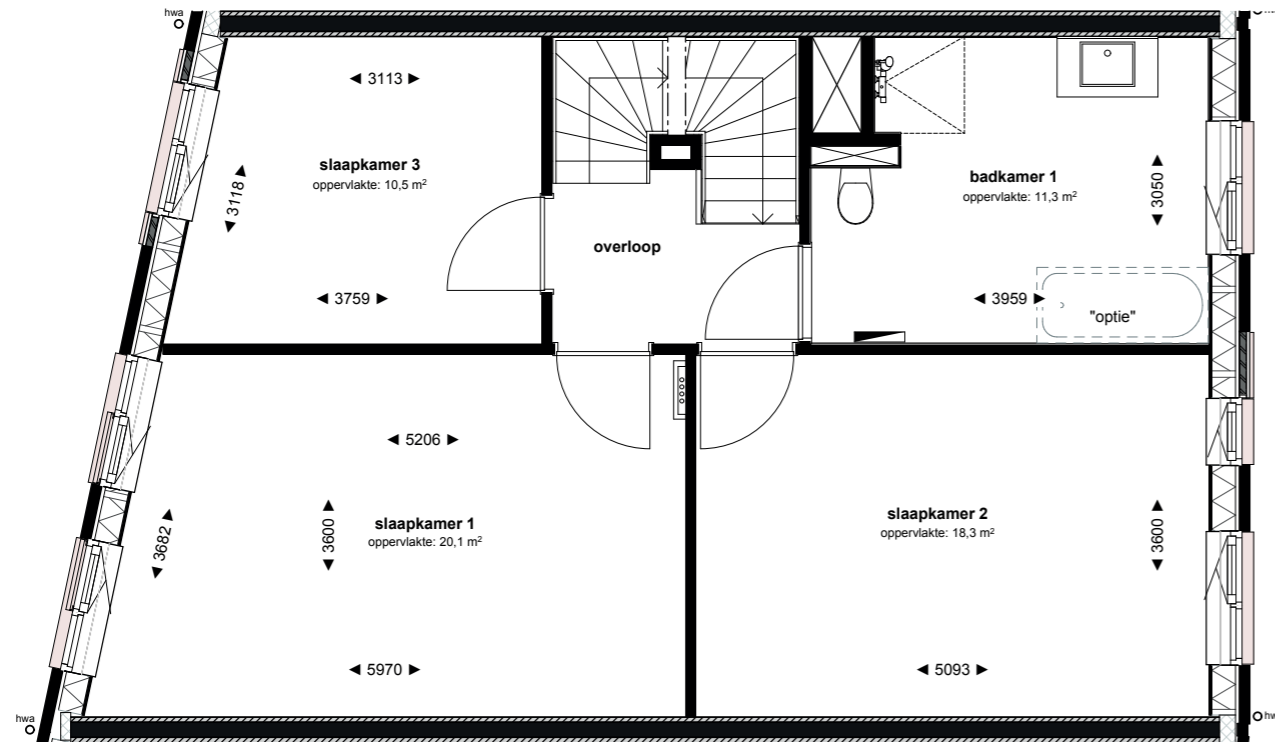 hwa
◄ 3113 ►
slaapkamer 3
oppervlakte: 10,5 m²
◄ 3118 ►
◄ 3759 ►
overloop
badkamer 1
oppervlakte: 11,3 m²
◄ 3050 ►
◄ 3959 ►
"optie"
◄ 5206 ►
slaapkamer 1
oppervlakte: 20,1 m²
◄ 3682 ►
◄ 3600 ►
◄ 5970 ►
slaapkamer 2
oppervlakte: 18,3 m²
◄ 3600 ►
◄ 5093 ►
hwa
hw